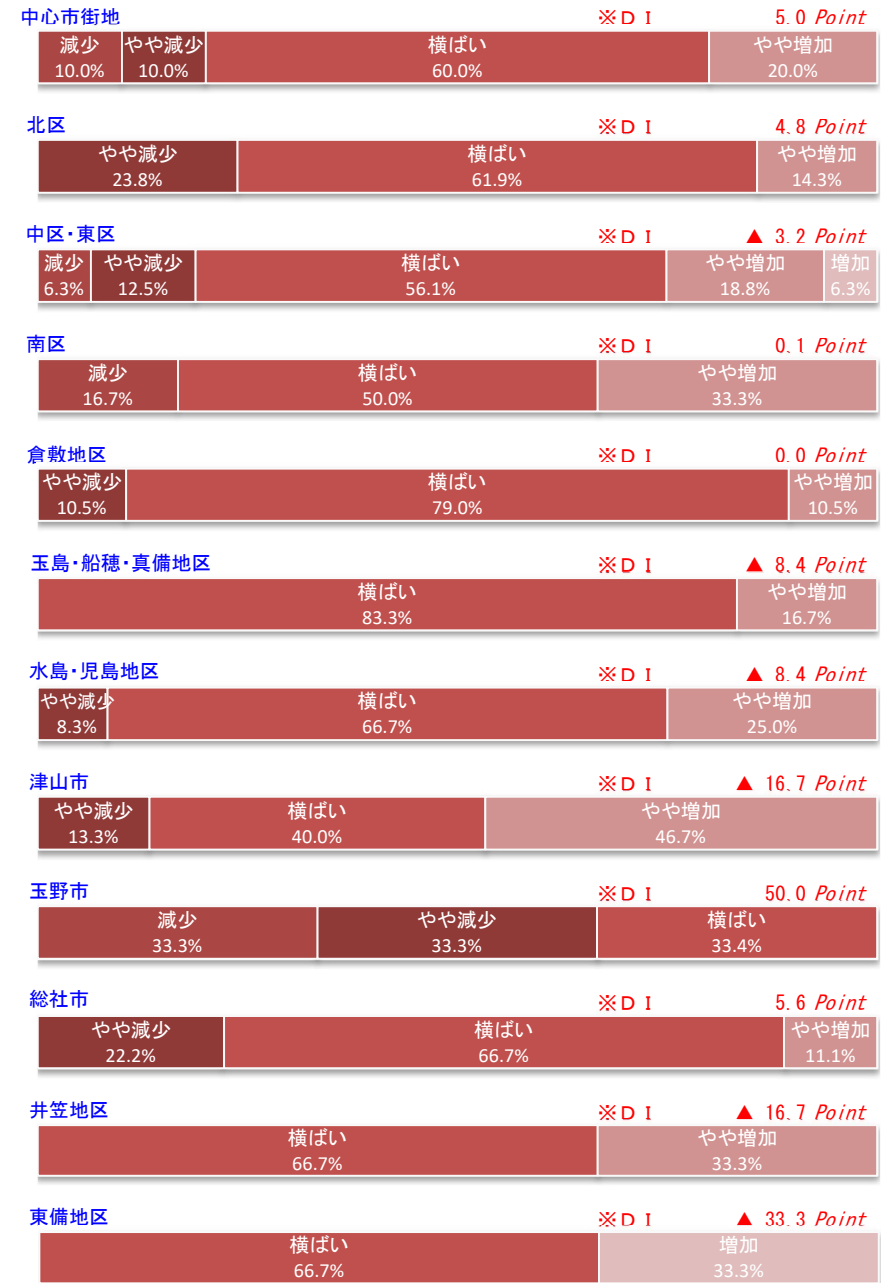 中心市街地 ※ＤＩ 5.0 Point
減少 やや減少 横ばい やや増加
10.0% 10.0% 60.0% 20.0%
北区 ※ＤＩ 4.8 Point
やや減少 横ばい やや増加
23.8% 61.9% 14.3%
中区・東区 ※ＤＩ ▲ 3.2 Point
減少 やや減少 横ばい やや増加 増加
6.3% 12.5% 56.1% 18.8% 6.3%
南区 ※ＤＩ 0.1 Point
減少 横ばい やや増加
16.7% 50.0% 33.3%
倉敷地区 ※ＤＩ 0.0 Point
やや減少 横ばい やや増加
10.5% 79.0% 10.5%
玉島・船穂・真備地区 ※ＤＩ ▲ 8.4 Point
横ばい やや増加
83.3% 16.7%
水島・児島地区 ※ＤＩ ▲ 8.4 Point
やや減少 横ばい やや増加
8.3% 66.7% 25.0%
津山市 ※ＤＩ ▲ 16.7 Point
やや減少 横ばい やや増加
13.3% 40.0% 46.7%
玉野市 ※ＤＩ 50.0 Point
減少 やや減少 横ばい
33.3% 33.3% 33.4%
総社市 ※ＤＩ 5.6 Point
やや減少 横ばい やや増加
22.2% 66.7% 11.1%
井笠地区 ※ＤＩ ▲ 16.7 Point
横ばい やや増加
66.7% 33.3%
東備地区 ※ＤＩ ▲ 33.3 Point
横ばい 増加
66.7% 33.3%